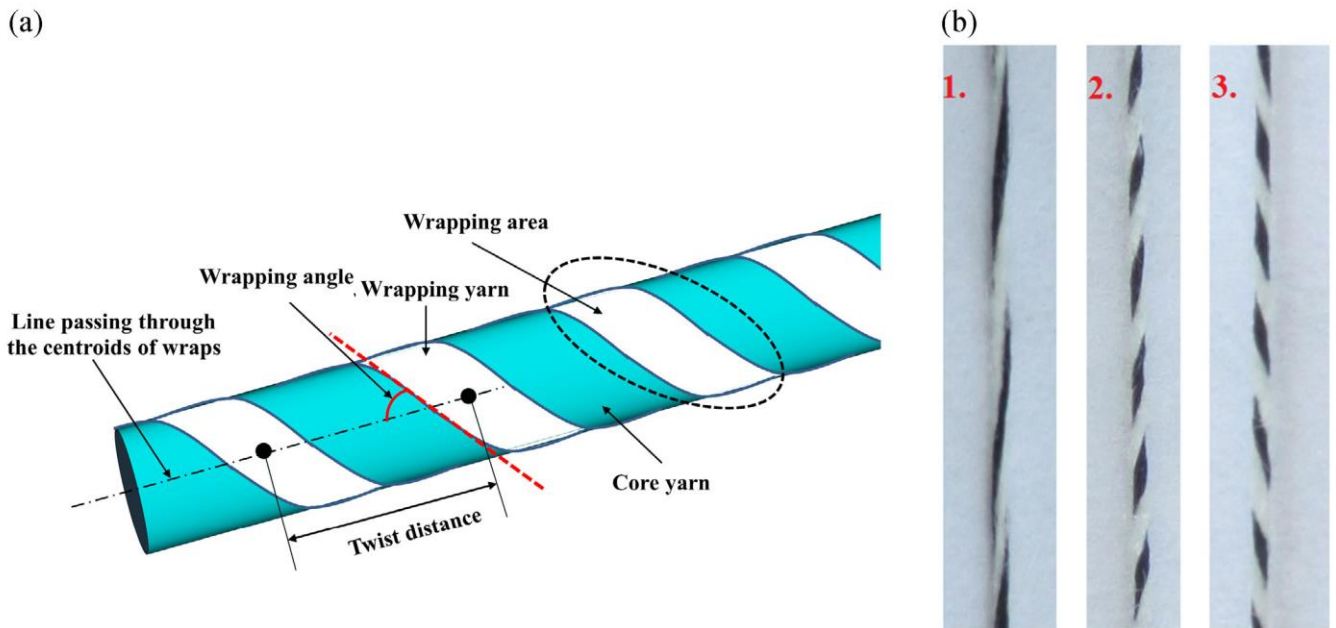 (a)
(b)
1.
2.
3.
Wrapping area
Wrapping angle
Wrapping yarn
Line passing through
the centroids of wraps
Core yarn
Twist distance